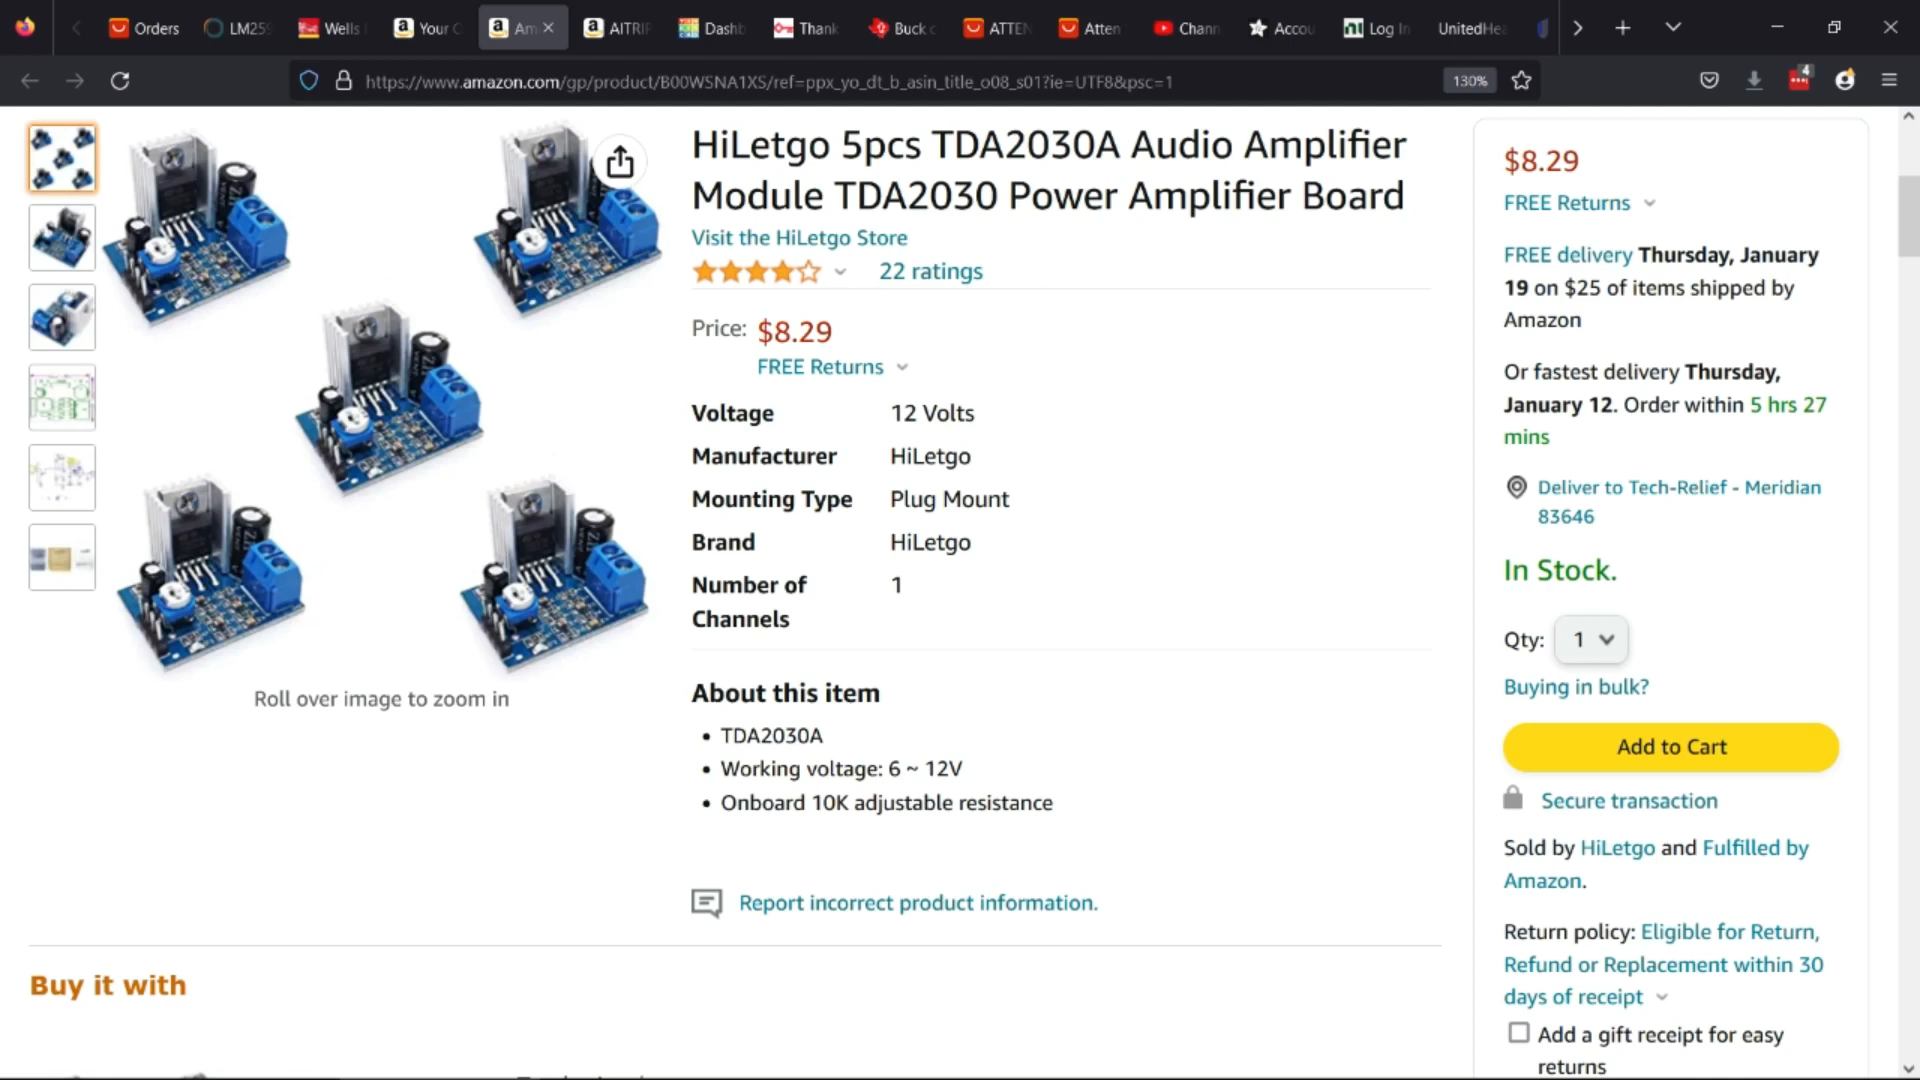 Orders
LM259
Wells
Your O
Am
AITRIP
Dashb
Thank
Buck c
ATTEN
Atten
Chann
Accou
Log In
UnitedHea
https://www.amazon.com/gp/product/B00WSNA1XS/ref=ppx_yo_dt_b_asin_title_o08_s01?ie=UTF8&psc=1
130%
4
HiLetgo 5pcs TDA2030A Audio Amplifier
Module TDA2030 Power Amplifier Board
Visit the HiLetgo Store
22 ratings
Price: $8.29
FREE Returns
Voltage 12 Volts
Manufacturer HiLetgo
Mounting Type Plug Mount
Brand HiLetgo
Number of 1
Channels
About this item
• TDA2030A
• Working voltage: 6 ~ 12V
• Onboard 10K adjustable resistance
Report incorrect product information.
Roll over image to zoom in
Buy it with
$8.29
FREE Returns
FREE delivery Thursday, January
19 on $25 of items shipped by
Amazon
Or fastest delivery Thursday,
January 12. Order within 5 hrs 27
mins
Deliver to Tech-Relief - Meridian
83646
In Stock.
Qty: 1
Buying in bulk?
Add to Cart
Secure transaction
Sold by HiLetgo and Fulfilled by
Amazon.
Return policy: Eligible for Return,
Refund or Replacement within 30
days of receipt
Add a gift receipt for easy
returns